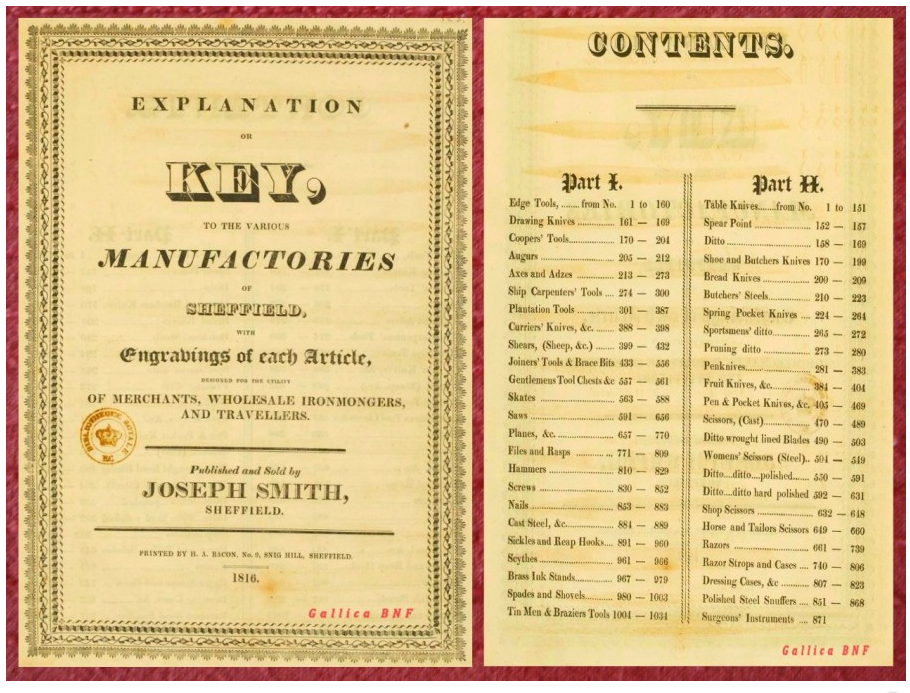 EXPLANATION
OR
KEY,
TO THE VARIOUS
MANUFACTORIES
OF
SHEFFIELD,
WITH
Engravings of each Article,
DESIGNED FOR THE UTILITY
OF MERCHANTS, WHOLESALE IRONMONGERS,
AND TRAVELLERS.
Published and Sold by
JOSEPH SMITH,
SHEFFIELD.
PRINTED BY H. A. BACON, No. 9, SNIG HILL, SHEFFIELD.
1816.
Gallica BNF
CONTENTS.
Part I.
Edge Tools, ....... from No. 1 to 160
Drawing Knives .............. 161 — 169
Coopers' Tools.............. 170 — 204
Augurs ........................ 205 — 212
Axes and Adzes .............. 213 — 273
Ship Carpenters' Tools .... 274 — 300
Plantation Tools ............ 301 — 387
Curriers' Knives, &c. ....... 388 — 398
Shears, (Sheep, &c.) ....... 399 — 432
Joiners' Tools & Brace Bits 433 — 556
Gentlemens Tool Chests &c 557 — 561
Skates ........................ 563 — 588
Saws ........................... 591 — 656
Planes, &c. .................... 657 — 770
Files and Rasps .............. 771 — 809
Hammers ..................... 810 — 829
Screws ........................ 830 — 852
Nails ........................... 853 — 883
Cast Steel, &c................. 884 — 889
Sickles and Reap Hooks.... 891 — 960
Scythes ........................ 961 — 966
Brass Ink Stands............. 967 — 979
Spades and Shovels.......... 980 — 1003
Tin Men & Braziers Tools 1004 — 1034
Part II.
Table Knives.......from No. 1 to 151
Spear Point ..................... 152 — 157
Ditto .............................. 158 — 169
Shoe and Butchers Knives 170 — 199
Bread Knives ................... 200 — 209
Butchers' Steels................ 210 — 223
Spring Pocket Knives .... 224 — 264
Sportsmens' ditto............. 265 — 272
Pruning ditto .................. 273 — 280
Penknives........................ 281 — 383
Fruit Knives, &c............... 384 — 404
Pen & Pocket Knives, &c. 405 — 469
Scissors, (Cast)................. 470 — 489
Ditto wrought lined Blades 490 — 503
Womens' Scissors (Steel).. 504 — 549
Ditto....ditto....polished....... 550 — 591
Ditto....ditto hard polished 592 — 631
Shop Scissors .................. 632 — 648
Horse and Tailors Scissors 649 — 660
Razors ........................... 661 — 739
Razor Strops and Cases .... 740 — 806
Dressing Cases, &c .......... 807 — 823
Polished Steel Snuffers .... 851 — 868
Surgeons' Instruments .... 871
Gallica BNF